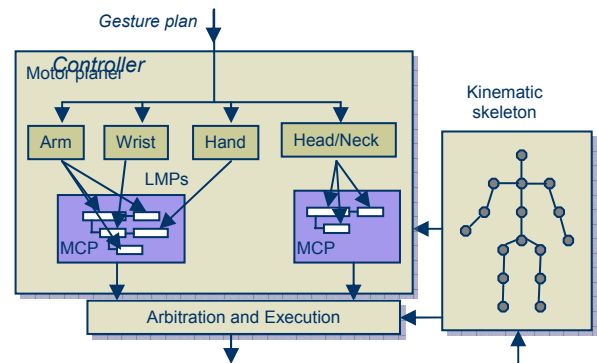 Gesture plan
Controller
Motor planer
Kinematic
skeleton
Arm
Wrist
Hand
Head/Neck
LMPs
MCP
MCP
Arbitration and Execution